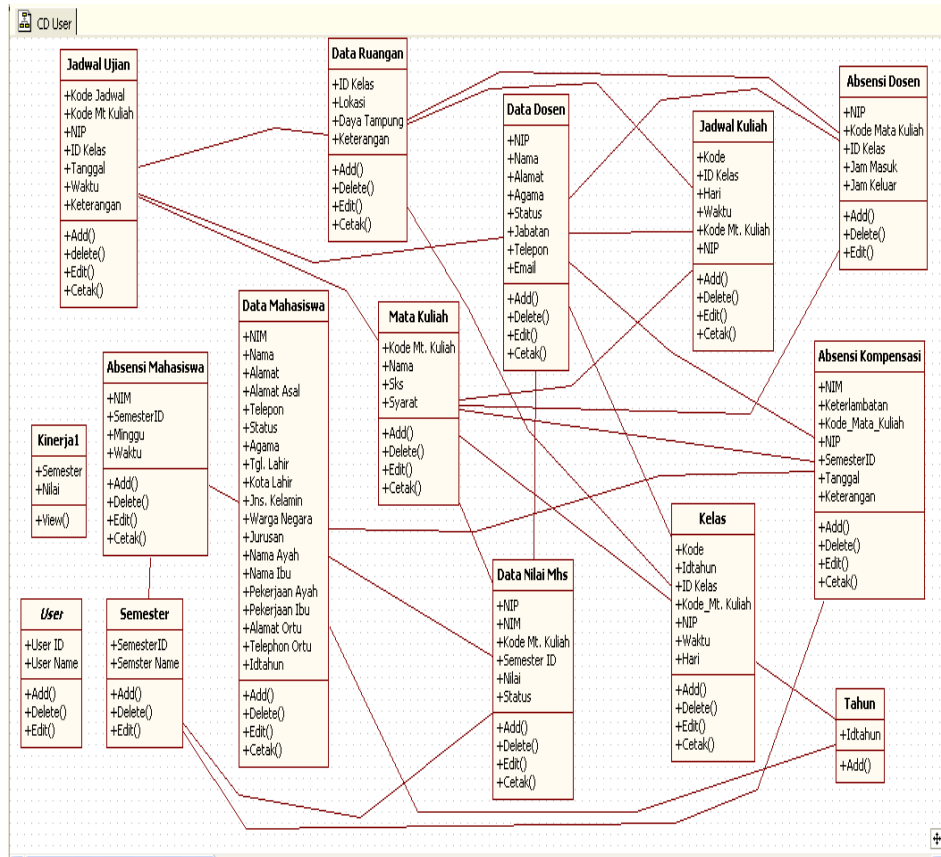 CD User
Jadwal Ujian
+Kode Jadwal
+Kode Mt Kuliah
+NIP
+ID Kelas
+Tanggal
+Waktu
+Keterangan
+Add()
+delete()
+Edit()
+Cetak()
Data Ruangan
+ID Kelas
+Lokasi
+Daya Tampung
+Keterangan
+Add()
+Delete()
+Edit()
+Cetak()
Data Dosen
+NIP
+Nama
+Alamat
+Agama
+Status
+Jabatan
+Telepon
+Email
+Add()
+Delete()
+Edit()
+Cetak()
Jadwal Kuliah
+Kode
+ID Kelas
+Hari
+Waktu
+Kode Mt. Kuliah
+NIP
+Add()
+Delete()
+Edit()
+Cetak()
Absensi Dosen
+NIP
+Kode Mata Kuliah
+ID Kelas
+Jam Masuk
+Jam Keluar
+Add()
+Delete()
+Edit()
Kinerja1
+Semester
+Nilai
+View()
Absensi Mahasiswa
+NIM
+SemesterID
+Minggu
+Waktu
+Add()
+Delete()
+Edit()
+Cetak()
Data Mahasiswa
+NIM
+Nama
+Alamat
+Alamat Asal
+Telepon
+Status
+Agama
+Tgl. Lahir
+Kota Lahir
+Jns. Kelamin
+Warga Negara
+Jurusan
+Nama Ayah
+Nama Ibu
+Pekerjaan Ayah
+Pekerjaan Ibu
+Alamat Ortu
+Telephon Ortu
+Idtahun
+Add()
+Delete()
+Edit()
+Cetak()
Mata Kuliah
+Kode Mt. Kuliah
+Nama
+Sks
+Syarat
+Add()
+Delete()
+Edit()
+Cetak()
Absensi Kompensasi
+NIM
+Keterlambatan
+Kode_Mata_Kuliah
+NIP
+SemesterID
+Tanggal
+Keterangan
+Add()
+Delete()
+Edit()
+Cetak()
User
+User ID
+User Name
+Add()
+Delete()
+Edit()
Semester
+SemesterID
+Semster Name
+Add()
+Delete()
+Edit()
Data Nilai Mhs
+NIP
+NIM
+Kode Mt. Kuliah
+Semester ID
+Nilai
+Status
+Add()
+Delete()
+Edit()
+Cetak()
Kelas
+Kode
+Idtahun
+ID Kelas
+Kode_Mt. Kuliah
+NIP
+Waktu
+Hari
+Add()
+Delete()
+Edit()
+Cetak()
Tahun
+Idtahun
+Add()